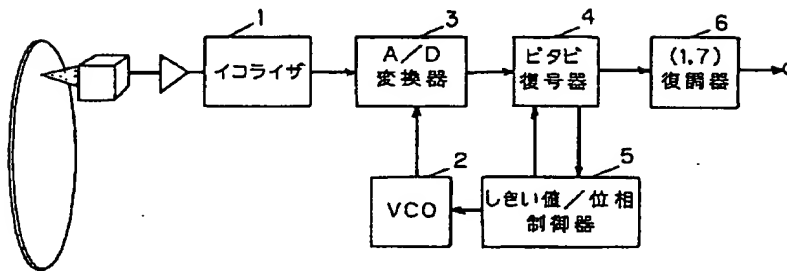 1
イコライザ
3
A/D
変換器
4
ビタビ
復号器
6
(1,7)
復調器
2
VCO
5
しきい値/位相
制御器